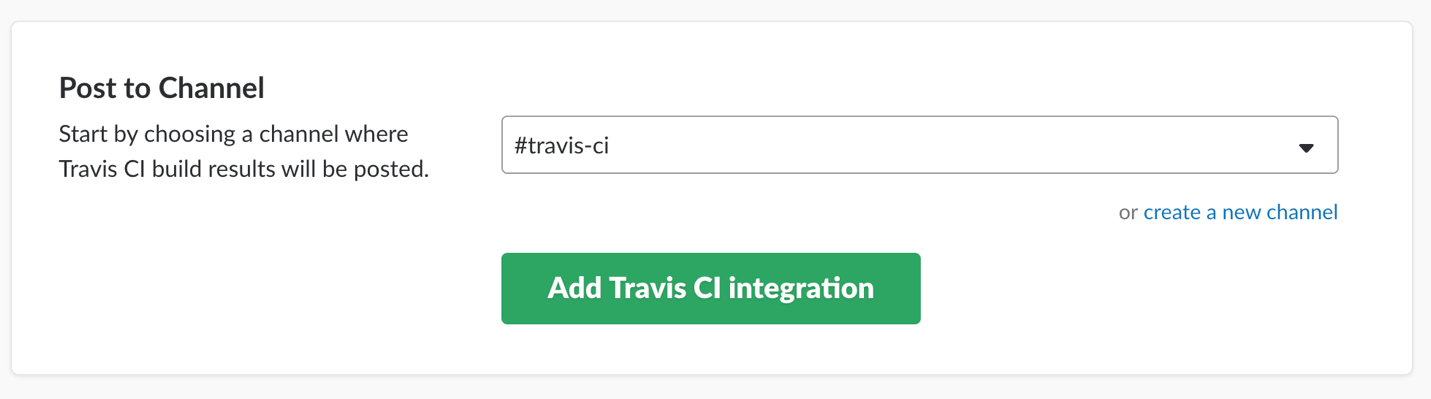 Post to Channel
Start by choosing a channel where
Travis CI build results will be posted.
#travis-ci
or create a new channel
Add Travis CI integration